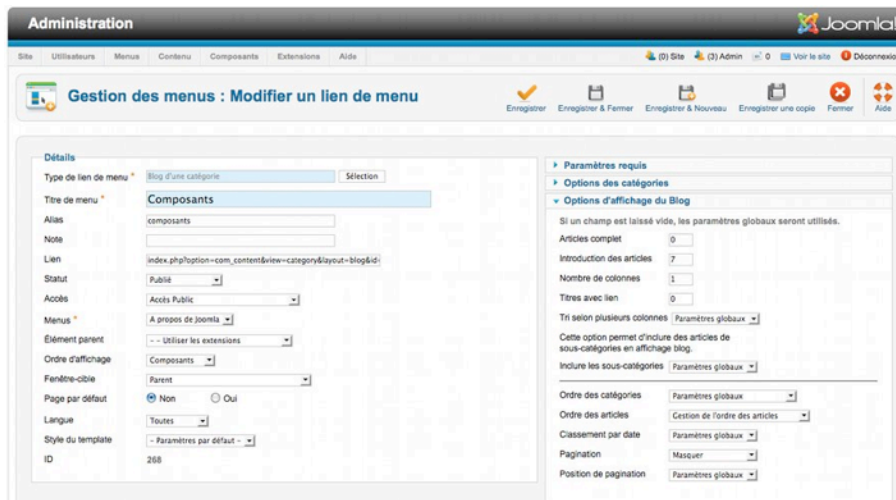 Administration
Joomla!
Site Utilisateurs Menus Contenu Composants Extensions Aide
(0) Site (3) Admin 0 Voir le site Déconnexio
Gestion des menus : Modifier un lien de menu
Enregistrer Enregistrer & Fermer Enregistrer & Nouveau Enregistrer une copie Fermer Aide
Détails
Type de lien de menu * Blog d'une catégorie Sélection
Titre de menu * Composants
Alias composants
Note
Lien index.php?option=com_content&view=category&layout=blog&id=
Statut Publié
Accès Accès Public
Menus * A propos de Joomla
Élément parent - - Utiliser les extensions
Ordre d'affichage Composants
Fenêtre-cible Parent
Page par défaut Non Oui
Langue Toutes
Style du template - Paramètres par défaut -
ID 268
Paramètres requis
Options des catégories
Options d'affichage du Blog
Si un champ est laissé vide, les paramètres globaux seront utilisés.
Articles complet 0
Introduction des articles 7
Nombre de colonnes 1
Titres avec lien 0
Tri selon plusieurs colonnes Paramètres globaux
Cette option permet d'inclure des articles de
sous-catégories en affichage blog.
Inclure les sous-catégories Paramètres globaux
Ordre des catégories Paramètres globaux
Ordre des articles Gestion de l'ordre des articles
Classement par date Paramètres globaux
Pagination Masquer
Position de pagination Paramètres globaux